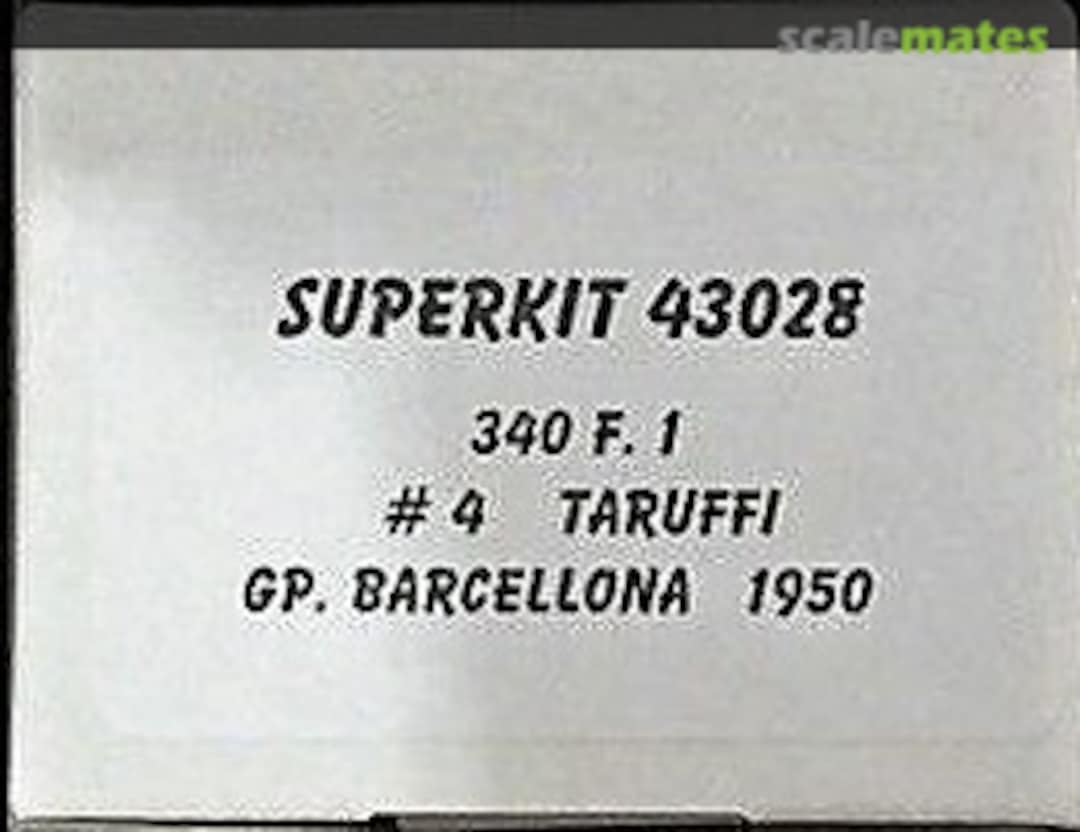 scalemates
SUPERKIT 43028
340 F. 1
# 4 TARUFFI
GP. BARCELLONA 1950